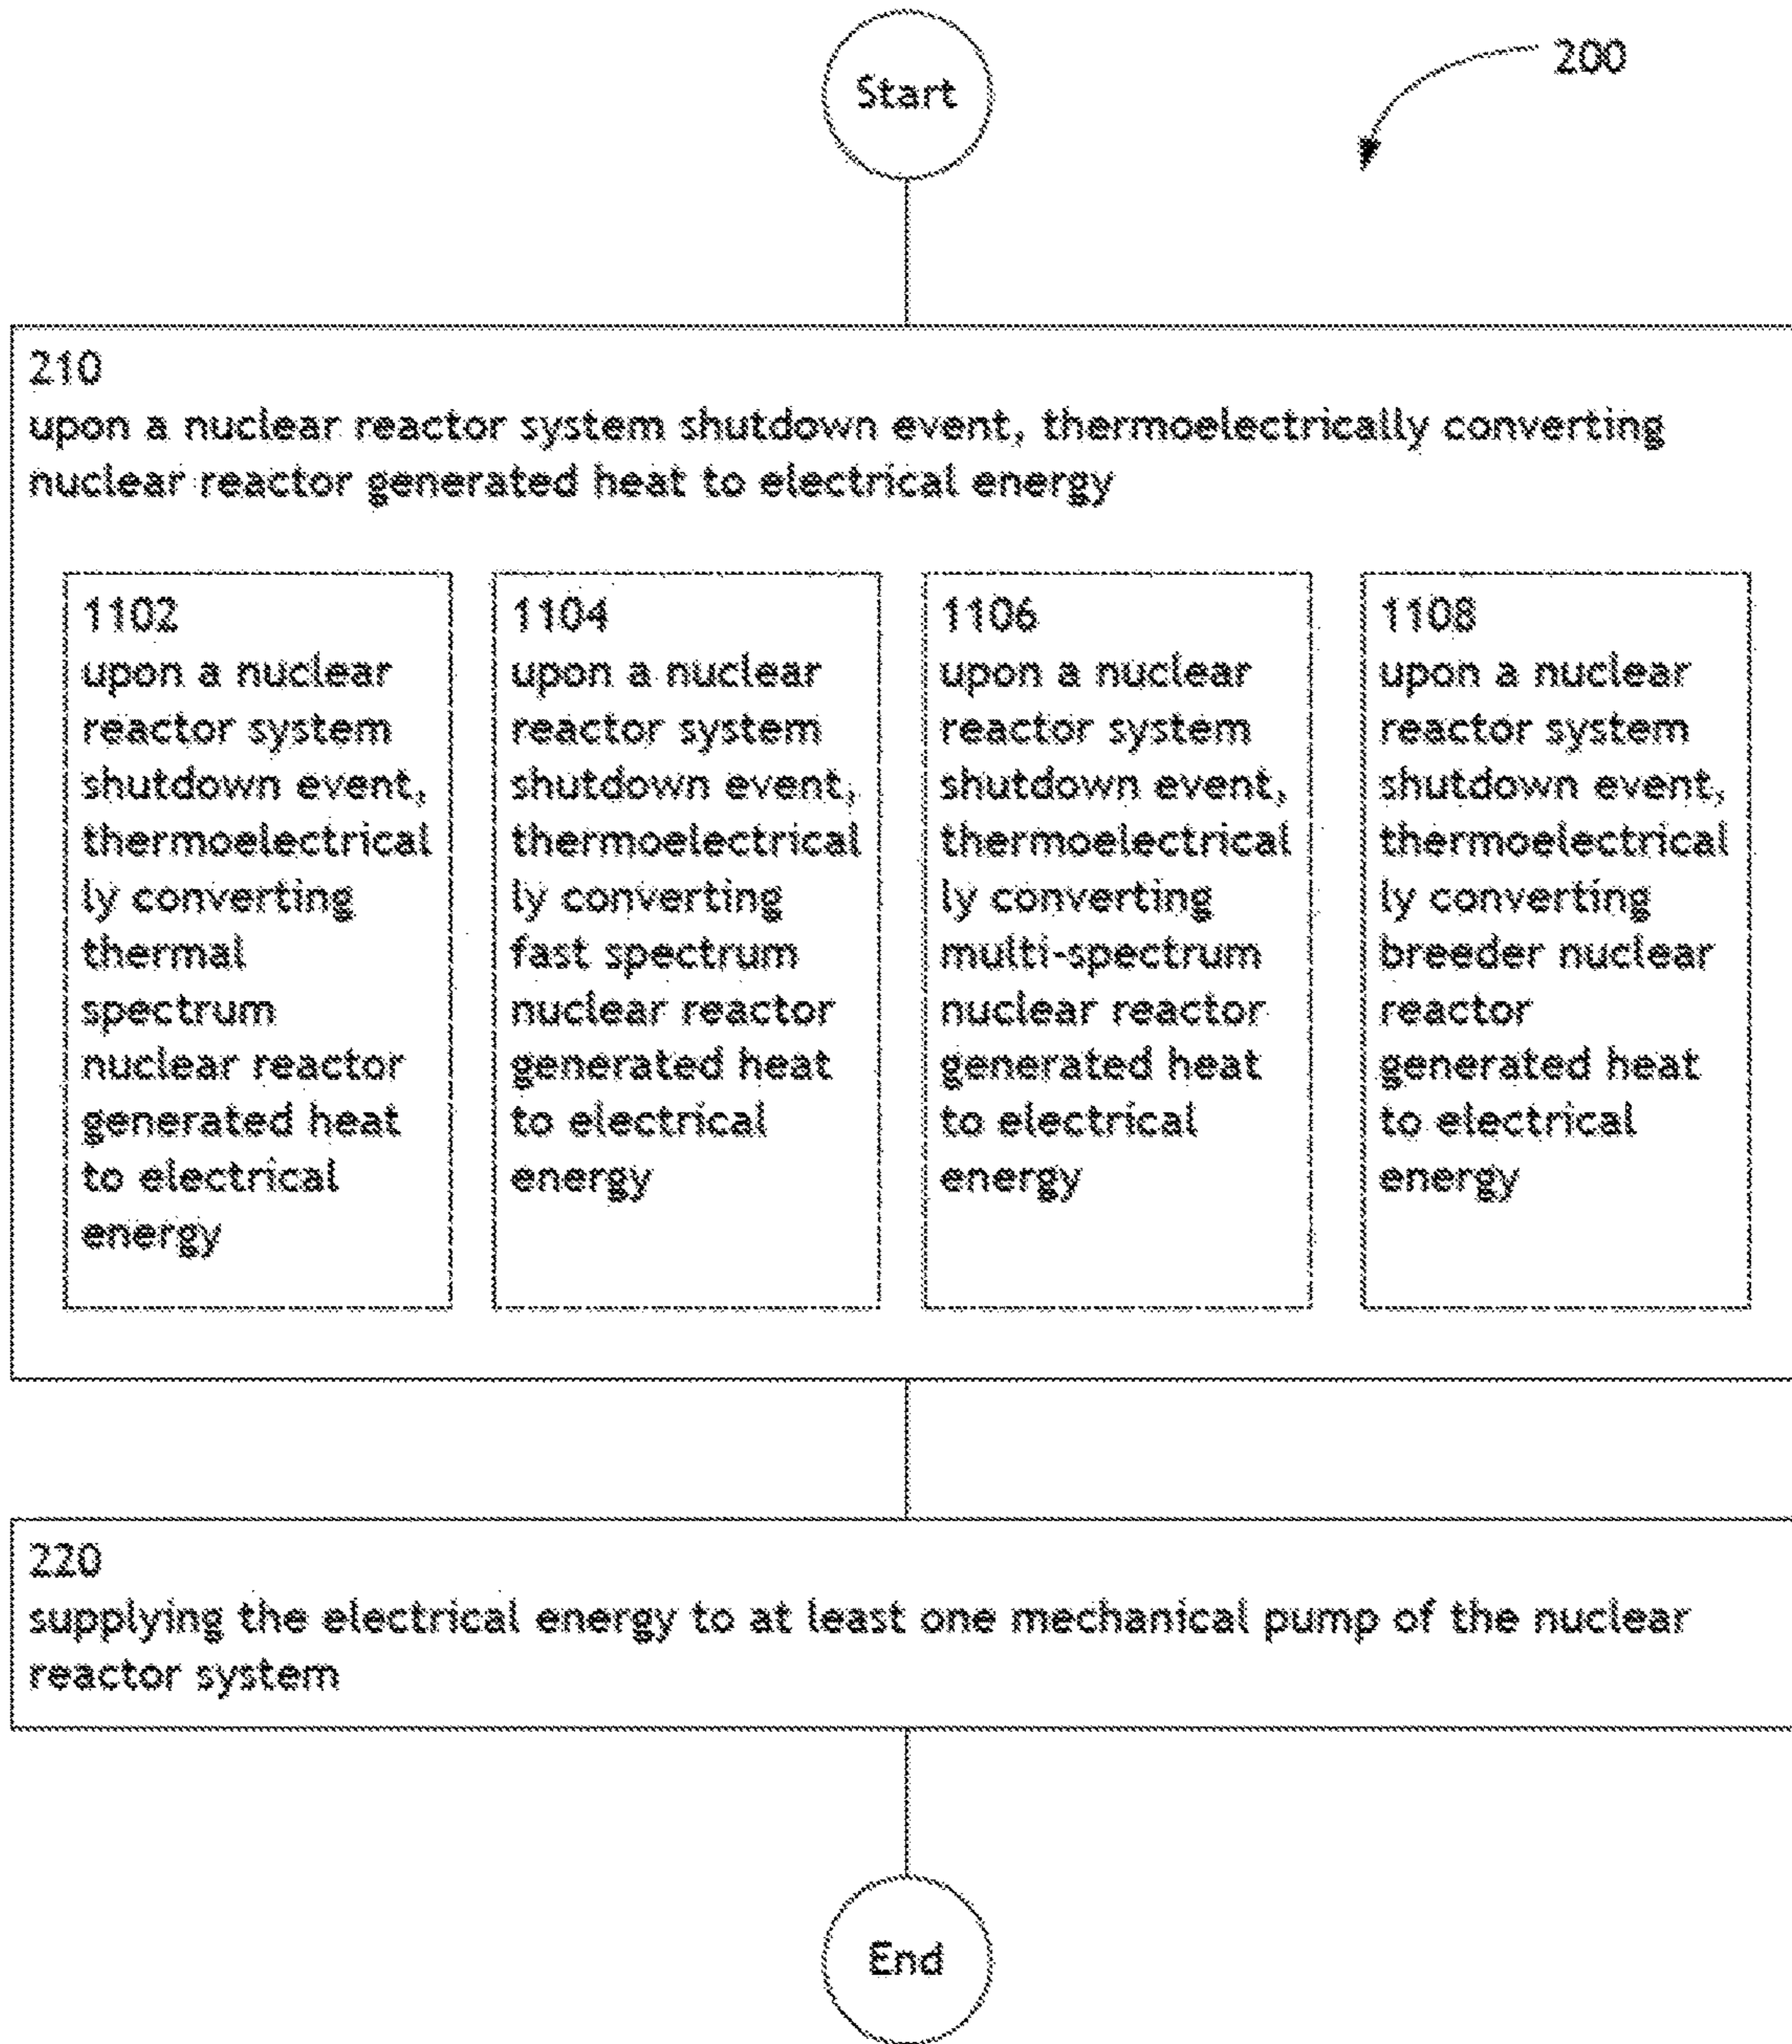 Start
200
210
upon a nuclear reactor system shutdown event, thermoelectrically converting
nuclear reactor generated heat to electrical energy
1102
upon a nuclear
reactor system
shutdown event,
thermoelectrical
ly converting
thermal
spectrum
nuclear reactor
generated heat
to electrical
energy
1104
upon a nuclear
reactor system
shutdown event,
thermoelectrical
ly converting
fast spectrum
nuclear reactor
generated heat
to electrical
energy
1106
upon a nuclear
reactor system
shutdown event,
thermoelectrical
ly converting
multi-spectrum
nuclear reactor
generated heat
to electrical
energy
1108
upon a nuclear
reactor system
shutdown event,
thermoelectrical
ly converting
breeder nuclear
reactor
generated heat
to electrical
energy
220
supplying the electrical energy to at least one mechanical pump of the nuclear
reactor system
End